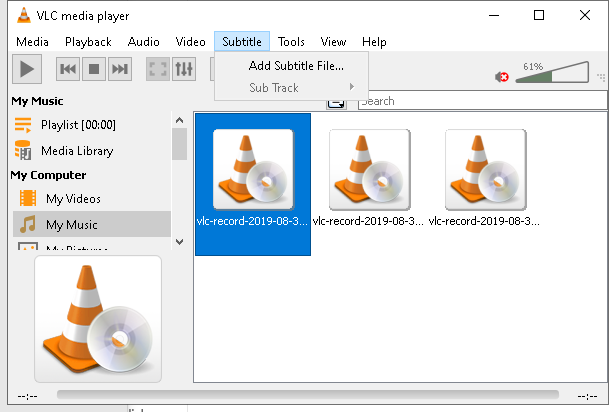 VLC media player
Media Playback Audio Video Subtitle Tools View Help
Add Subtitle File...
Sub Track
61%
Search
My Music
Playlist [00:00]
Media Library
My Computer
My Videos
My Music
My Pictures
vlc-record-2019-08-3... vlc-record-2019-08-3... vlc-record-2019-08-3...
--:-- --:--